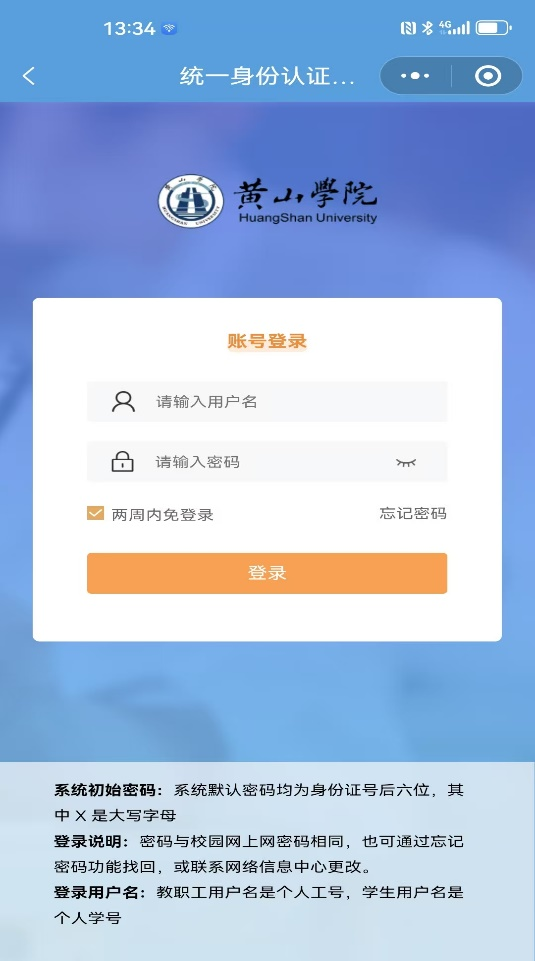 13:34
4G
统一身份认证...
黄山學院
HuangShan University
账号登录
请输入用户名
请输入密码
两周内免登录
忘记密码
登录
系统初始密码：系统默认密码均为身份证号后六位，其
中 X 是大写字母
登录说明：密码与校园网上网密码相同，也可通过忘记
密码功能找回，或联系网络信息中心更改。
登录用户名：教职工用户名是个人工号，学生用户名是
个人学号